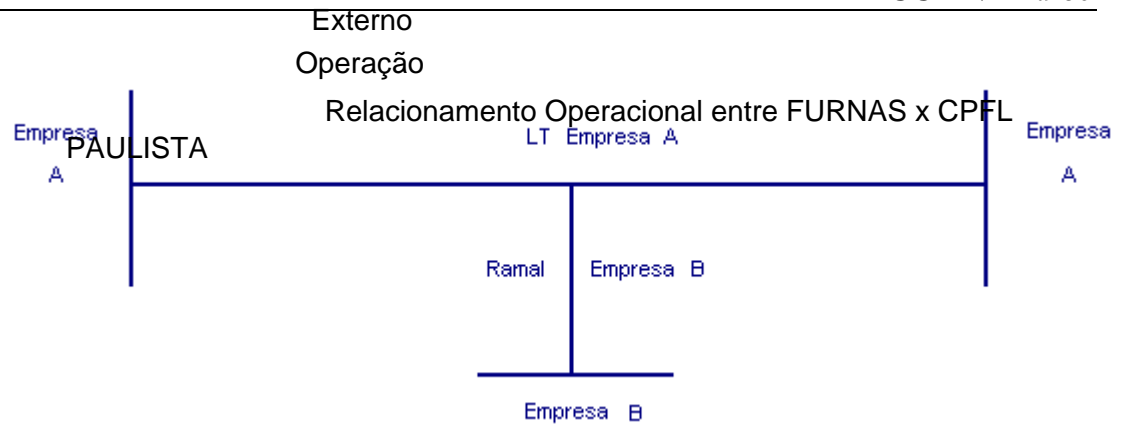 Externo
Operação
Relacionamento Operacional entre FURNAS x CPFL
PAULISTA
Empresa
A
LT Empresa A
Empresa
A
Ramal
Empresa B
Empresa B